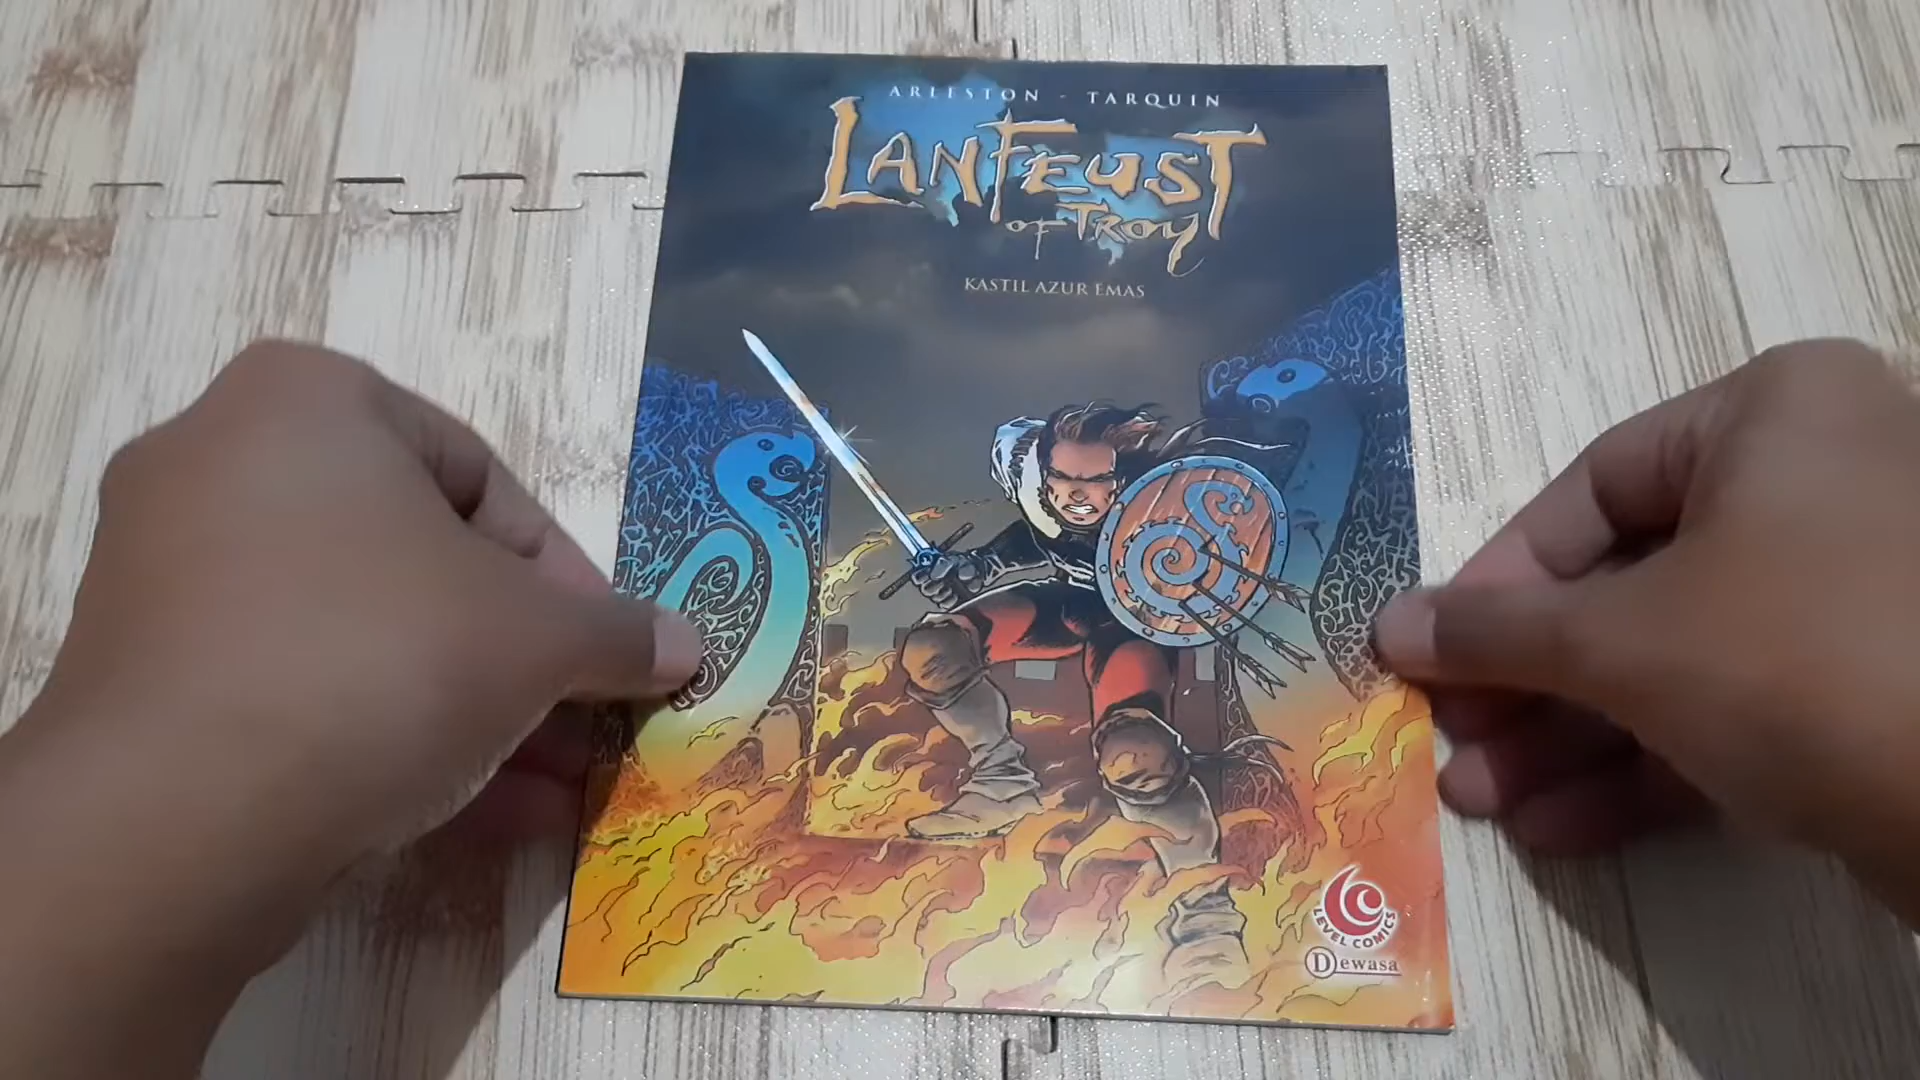 ARLESTON - TARQUIN
LANFEUST
OF TROY
KASTIL AZUR EMAS
LEVEL COMICS
Dewasa